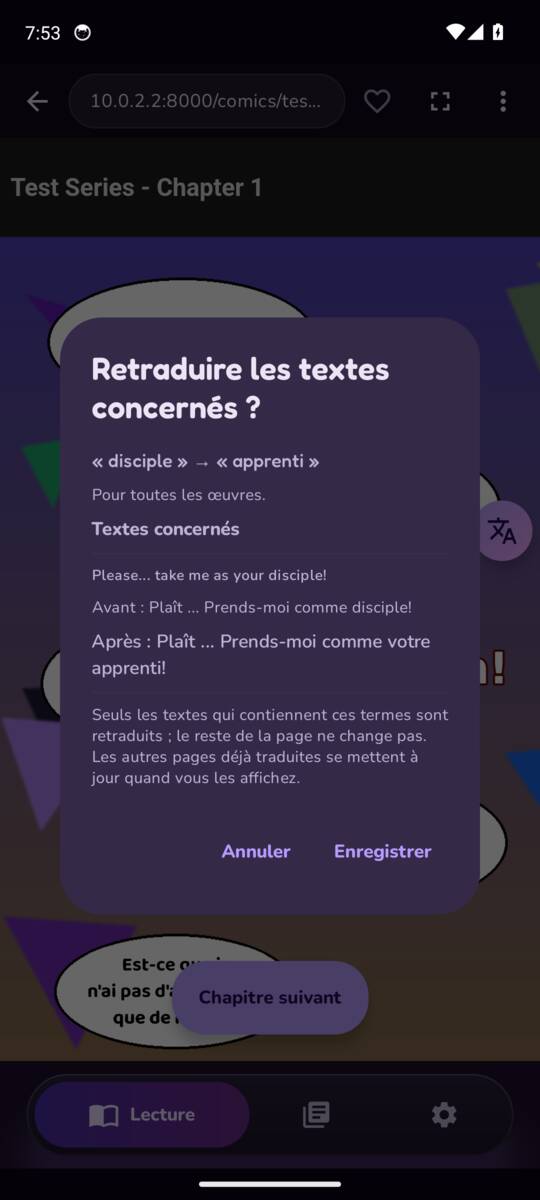 7:53
10.0.2.2:8000/comics/tes...
Test Series - Chapter 1
Retraduire les textes
concernés ?
« disciple » → « apprenti »
Pour toutes les œuvres.
Textes concernés
Please... take me as your disciple!
Avant : Plaît ... Prends-moi comme disciple!
Après : Plaît ... Prends-moi comme votre
apprenti!
Seuls les textes qui contiennent ces termes sont
retraduits ; le reste de la page ne change pas.
Les autres pages déjà traduites se mettent à
jour quand vous les affichez.
Annuler
Enregistrer
Est-ce
n'ai pas
que de
Chapitre suivant
Lecture